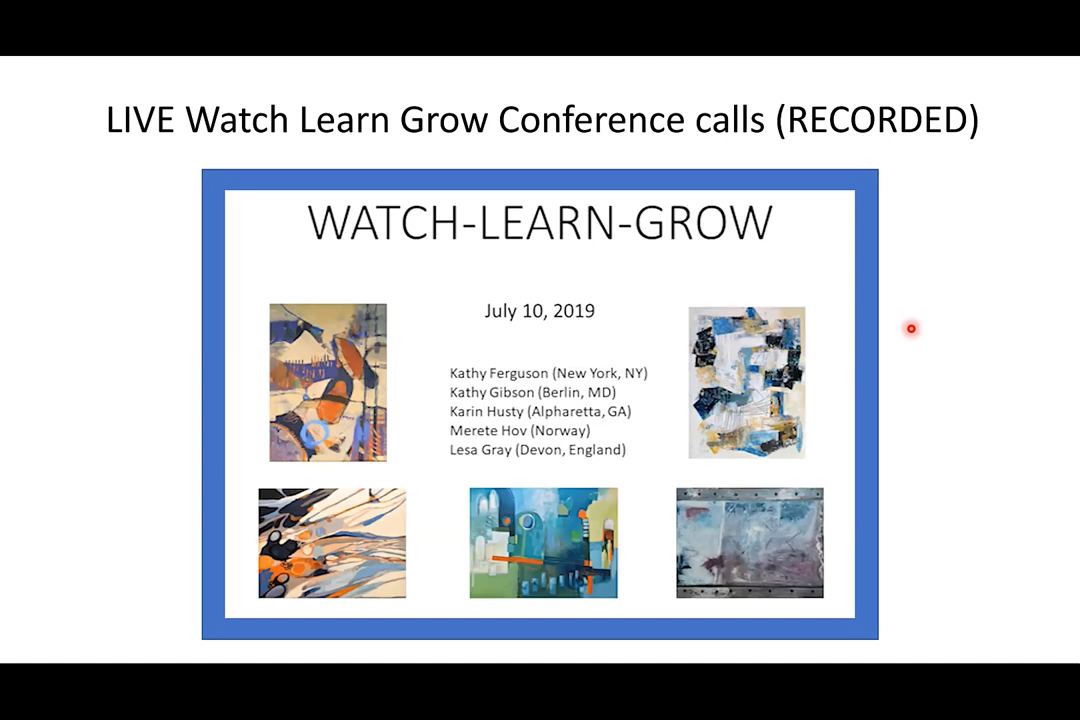 LIVE Watch Learn Grow Conference calls (RECORDED)
WATCH-LEARN-GROW
July 10, 2019
Kathy Ferguson (New York, NY)
Kathy Gibson (Berlin, MD)
Karin Husty (Alpharetta, GA)
Merete Hov (Norway)
Lesa Gray (Devon, England)